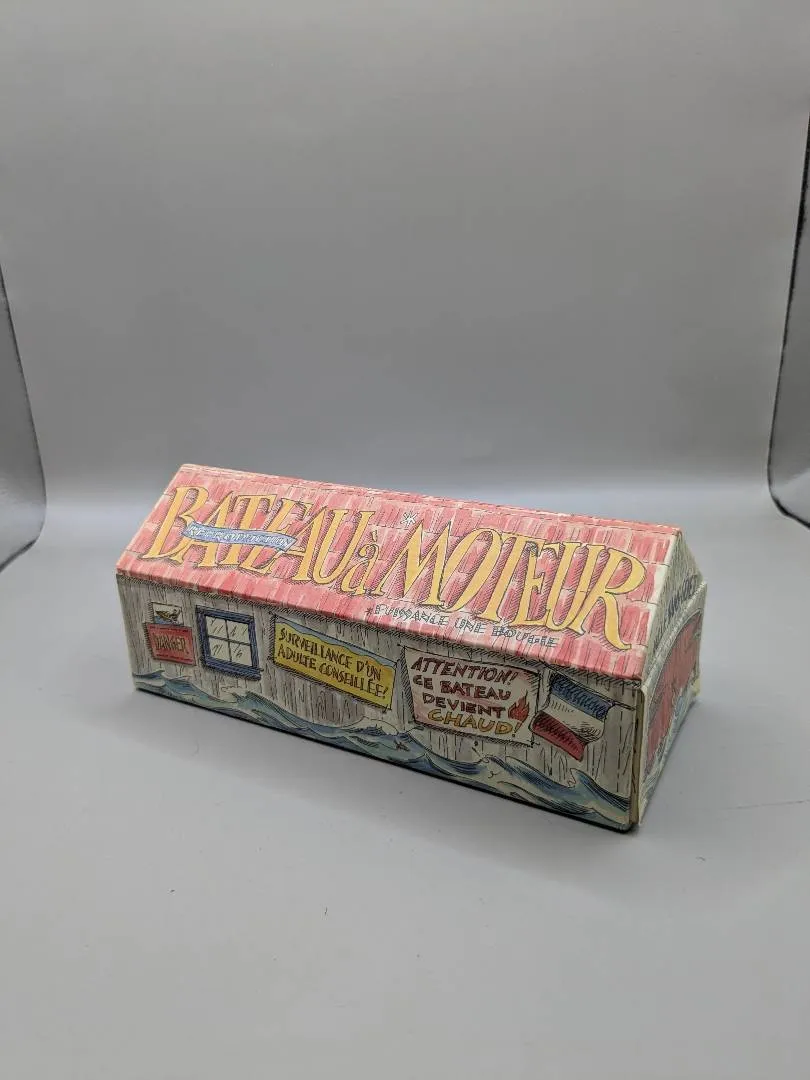 BATEAU à MOTEUR*
*PUISSANCE UNE BOUGIE
DANGER
SURVEILLANCE D'UN
ADULTE CONSEILLÉE!
ATTENTION!
CE BATEAU
DEVIENT
CHAUD!